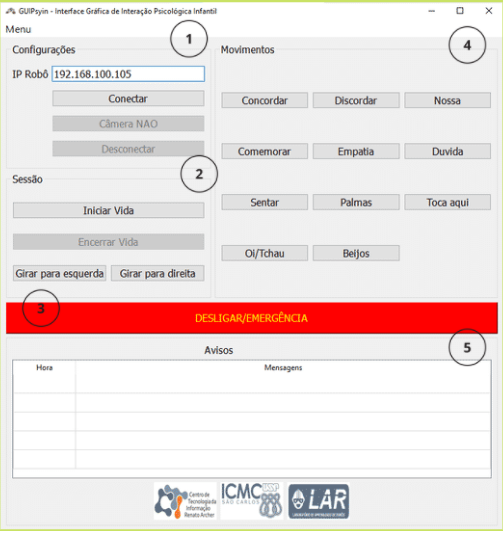 GUIPsyin - Interface Gráfica de Interação Psicológica Infantil
Menu
1
4
Configurações
Movimentos
IP Robô 192.168.100.105
Conectar
Câmera NAO
Desconectar
Concordar Discordar Nossa
Comemorar Empatia Duvida
Sentar Palmas Toca aqui
Oi/Tchau Beijos
2
Sessão
Iniciar Vida
Encerrar Vida
Girar para esquerda Girar para direita
3
DESLIGAR/EMERGÊNCIA
Avisos
5
Hora Mensagens
Centro de
Tecnologia da
Informação
Renato Archer
ICMC USP
SÃO CARLOS
LAR